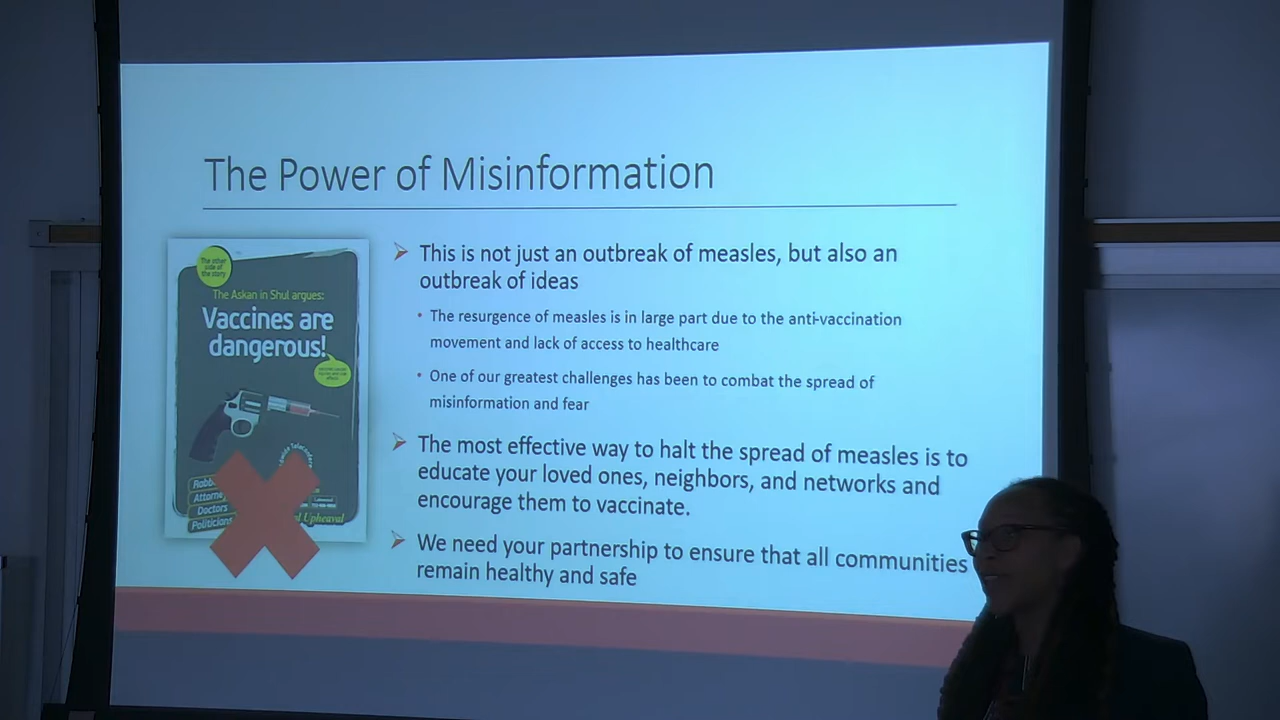 The Power of Misinformation
The other
side of
the story
The Askan in Shul argues:
Vaccines are
dangerous!
Attorne
Doctors
Politician
Upheaval
This is not just an outbreak of measles, but also an
outbreak of ideas
The resurgence of measles is in large part due to the anti-vaccination
movement and lack of access to healthcare
One of our greatest challenges has been to combat the spread of
misinformation and fear
The most effective way to halt the spread of measles is to
educate your loved ones, neighbors, and networks and
encourage them to vaccinate.
We need your partnership to ensure that all communities
remain healthy and safe